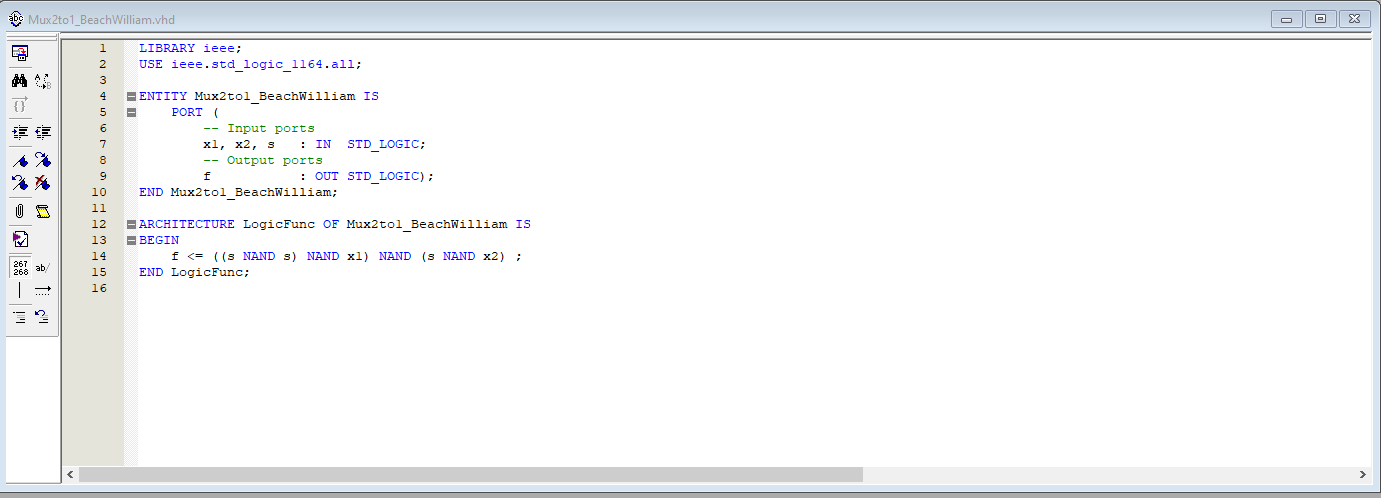 Mux2to1_BeachWilliam.vhd
1 LIBRARY ieee;
2 USE ieee.std_logic_1164.all;
3
4 ENTITY Mux2to1_BeachWilliam IS
5 PORT (
6 -- Input ports
7 x1, x2, s : IN STD_LOGIC;
8 -- Output ports
9 f : OUT STD_LOGIC);
10 END Mux2to1_BeachWilliam;
11
12 ARCHITECTURE LogicFunc OF Mux2to1_BeachWilliam IS
13 BEGIN
14 f <= ((s NAND s) NAND x1) NAND (s NAND x2) ;
15 END LogicFunc;
16
abc
A
B
{}
267
268
ab/